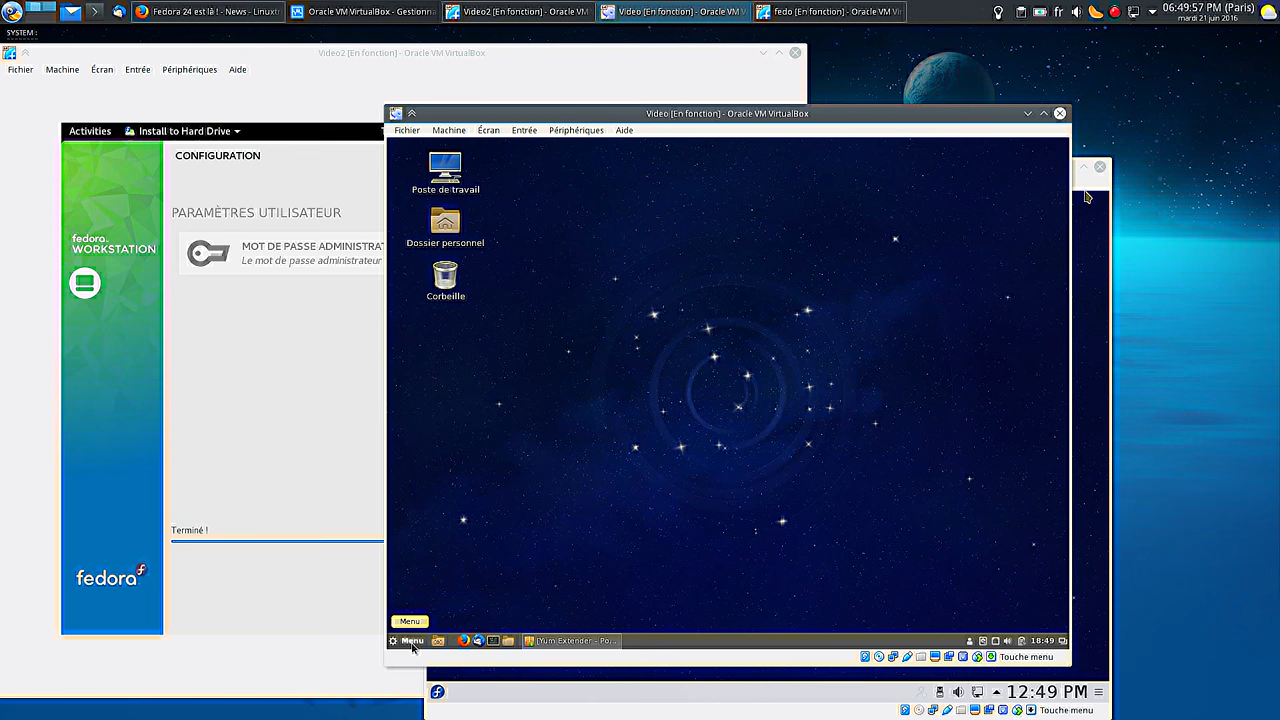 Fedora 24 est là ! - News - Linuxtr
Oracle VM VirtualBox - Gestionn
Video2 [En fonction] - Oracle VM
Video [En fonction] - Oracle VM V
fedo [En fonction] - Oracle VM Vir
fr
06:49:57 PM (Paris)
mardi 21 juin 2016
SYSTEM :
Video2 [En fonction] - Oracle VM VirtualBox
Fichier Machine Écran Entrée Périphériques Aide
Activities Install to Hard Drive
CONFIGURATION
PARAMÈTRES UTILISATEUR
fedora.
WORKSTATION
MOT DE PASSE ADMINISTRAT
Le mot de passe administrateur
Terminé !
fedora
Video [En fonction] - Oracle VM VirtualBox
Fichier Machine Écran Entrée Périphériques Aide
Poste de travail
Dossier personnel
Corbeille
Menu
Menu
[Yum Extender - Po...
18:49
Touche menu
12:49 PM
Touche menu